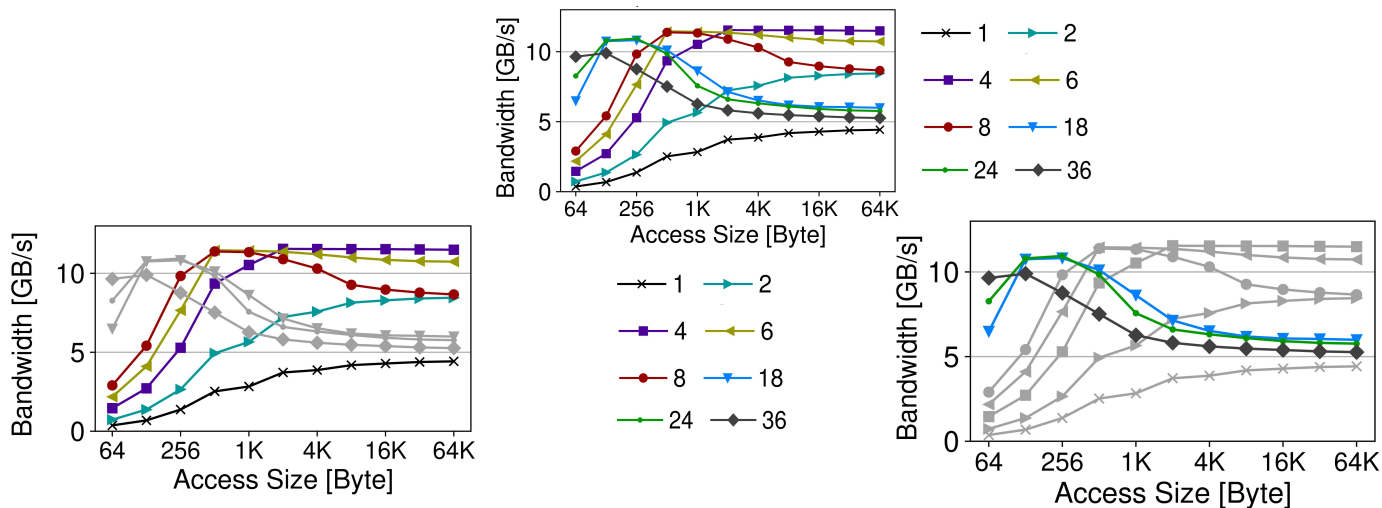 Bandwidth [GB/s]
10
5
0
64 256 1K 4K 16K 64K
Access Size [Byte]
1 2
4 6
8 18
24 36
Bandwidth [GB/s]
10
5
0
64 256 1K 4K 16K 64K
Access Size [Byte]
1 2
4 6
8 18
24 36
Bandwidth [GB/s]
10
5
0
64 256 1K 4K 16K 64K
Access Size [Byte]